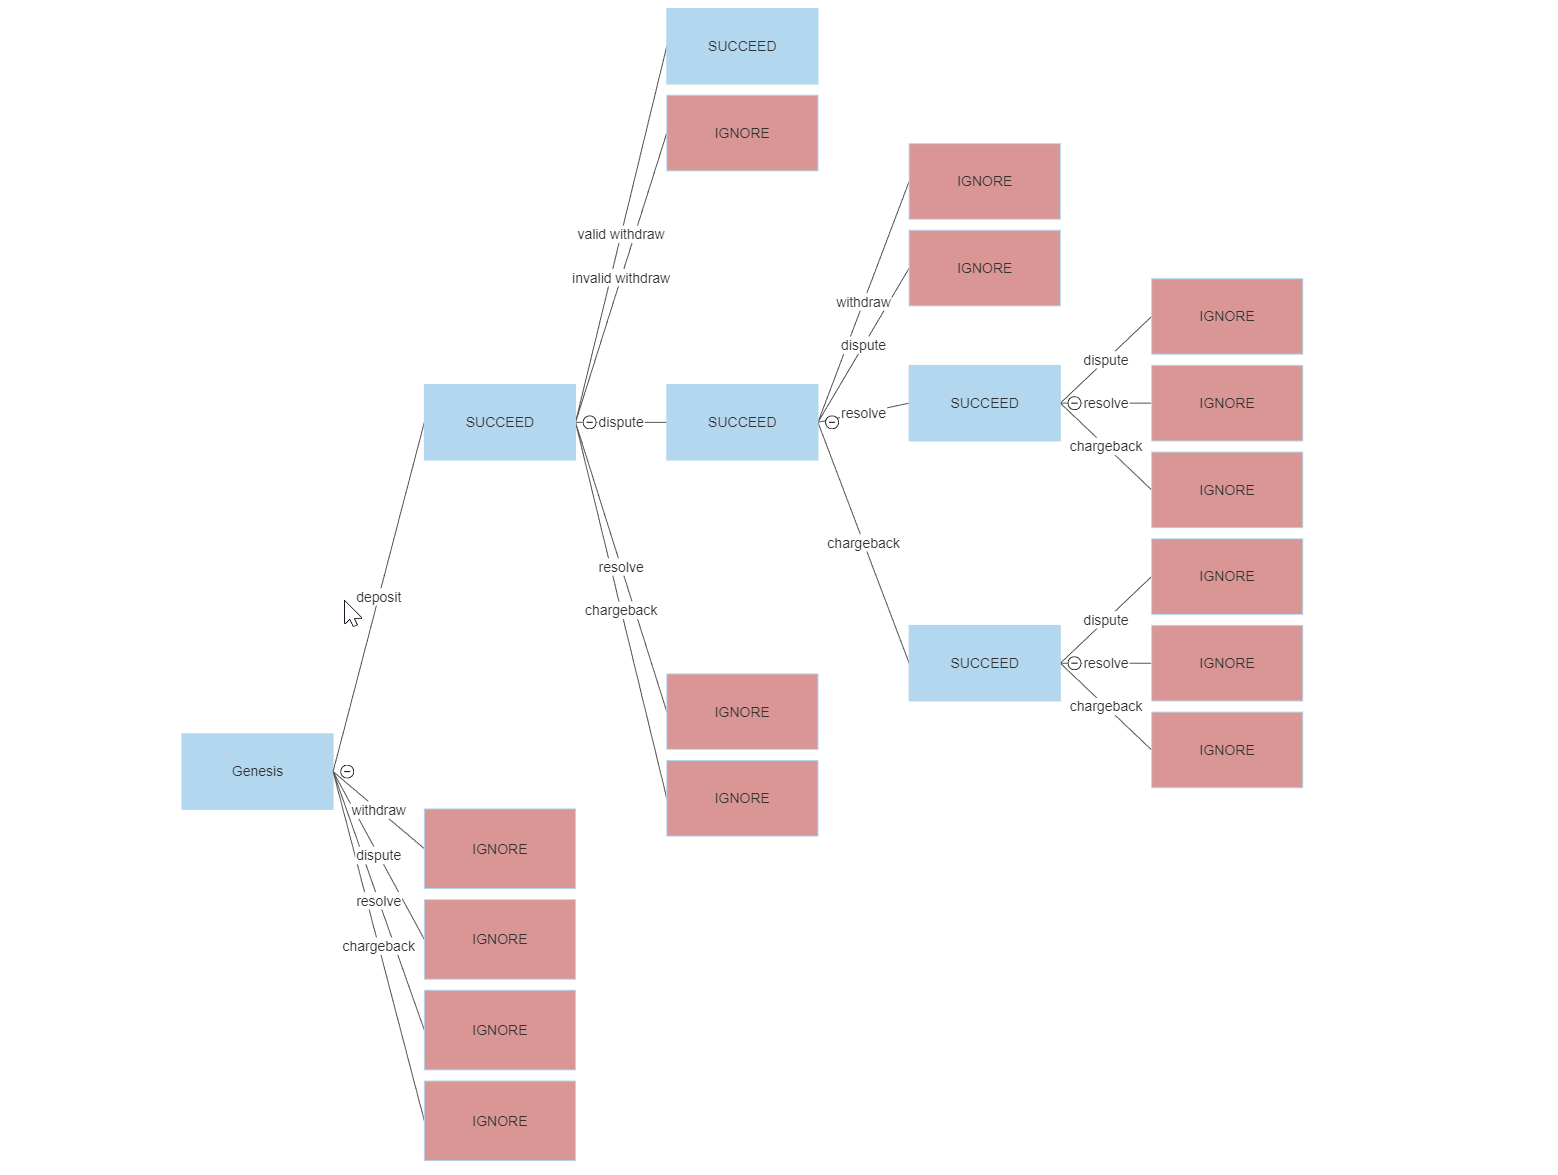 SUCCEED
IGNORE
IGNORE
valid withdraw
IGNORE
invalid withdraw
withdraw
IGNORE
dispute
dispute
SUCCEED
resolve
IGNORE
resolve
SUCCEED
dispute
SUCCEED
chargeback
IGNORE
chargeback
resolve
IGNORE
deposit
chargeback
dispute
SUCCEED
resolve
IGNORE
chargeback
IGNORE
IGNORE
Genesis
IGNORE
withdraw
IGNORE
dispute
resolve
IGNORE
chargeback
IGNORE
IGNORE